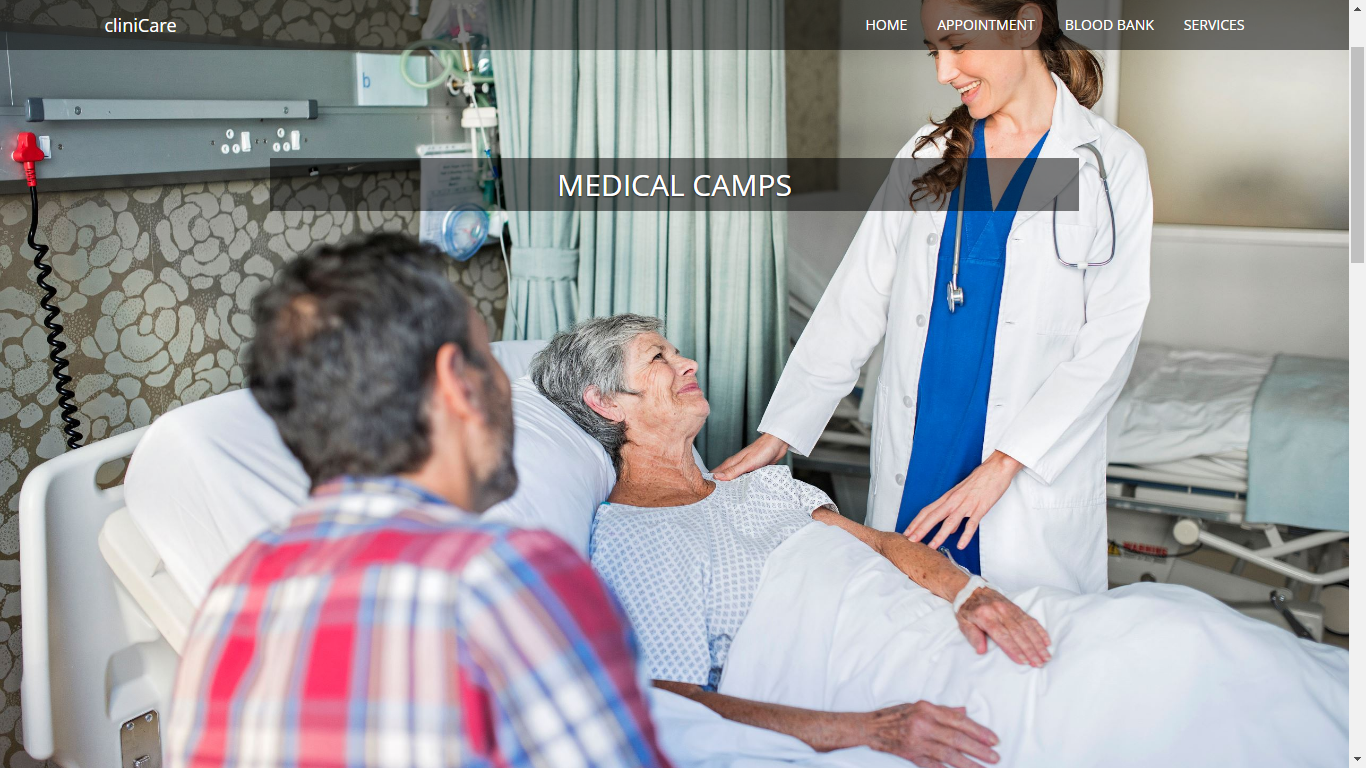 cliniCare
HOME APPOINTMENT BLOOD BANK SERVICES
b
MEDICAL CAMPS